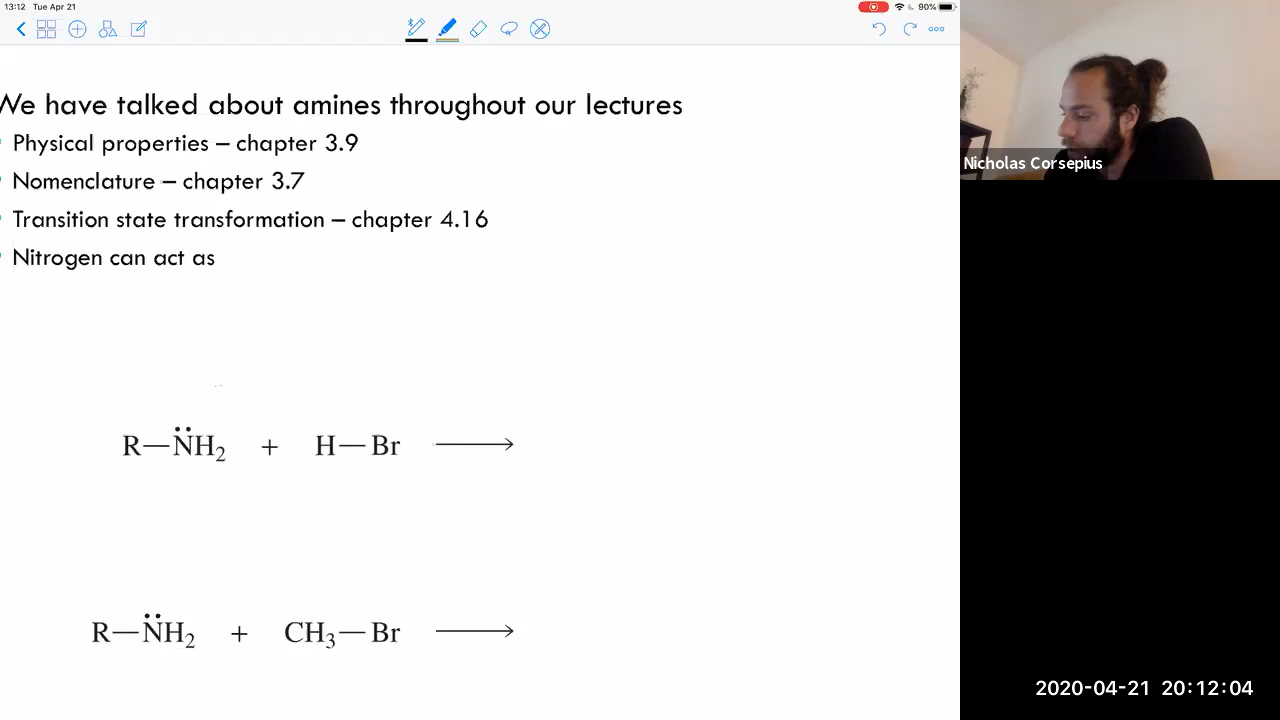 13:12 Tue Apr 21
90%
We have talked about amines throughout our lectures
Physical properties – chapter 3.9
Nomenclature – chapter 3.7
Transition state transformation – chapter 4.16
Nitrogen can act as
R—N̈H₂ + H—Br ⟶
R—N̈H₂ + CH₃—Br ⟶
Nicholas Corsepius
2020-04-21 20:12:04